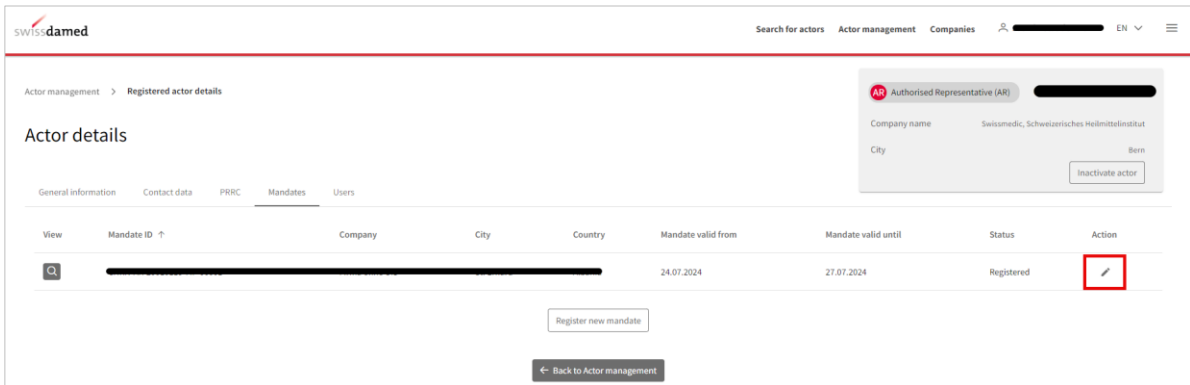 swissdamed
Search for actors Actor management Companies EN
Actor management > Registered actor details
AR Authorised Representative (AR)
Company name Swissmedic, Schweizerisches Heilmittelinstitut
Actor details
City Bern
Inactivate actor
General information Contact data PRRC Mandates Users
View Mandate ID ↑ Company City Country Mandate valid from Mandate valid until Status Action
24.07.2024 27.07.2024 Registered
Register new mandate
← Back to Actor management